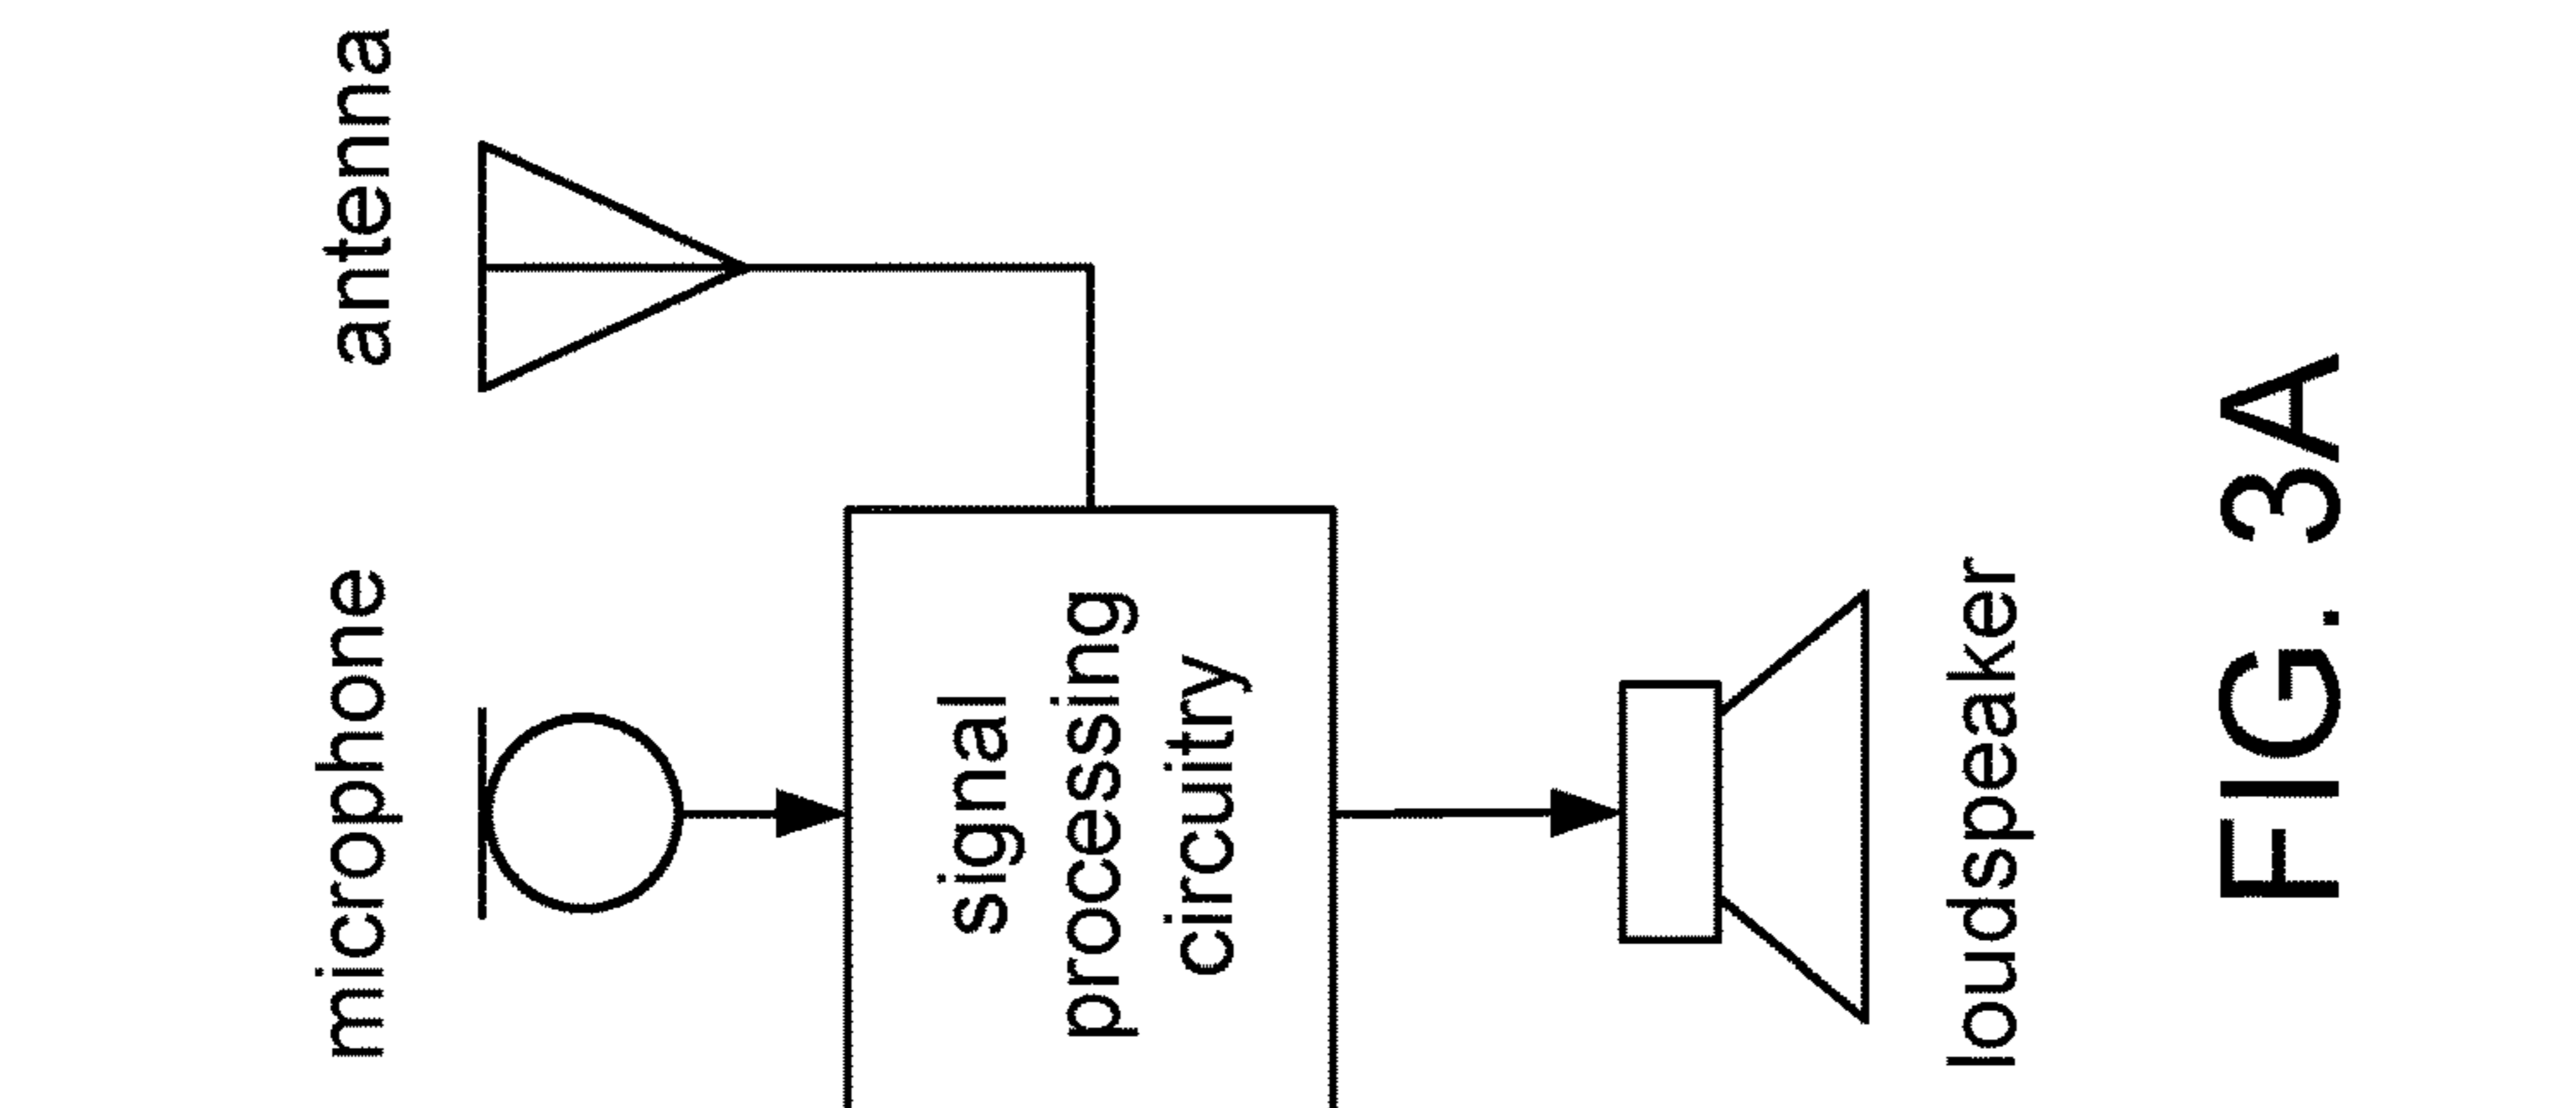 microphone
antenna
signal
processing
circuitry
loudspeaker
FIG. 3A